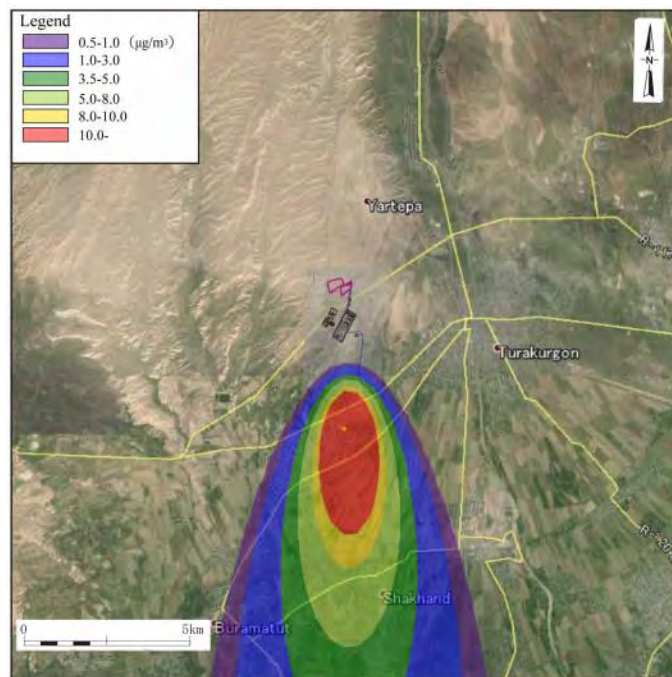 Legend
0.5-1.0 (μg/m³)
1.0-3.0
3.5-5.0
5.0-8.0
8.0-10.0
10.0-
N
Yartepa
Turakurgon
Shakhand
Buramatut
0 5km